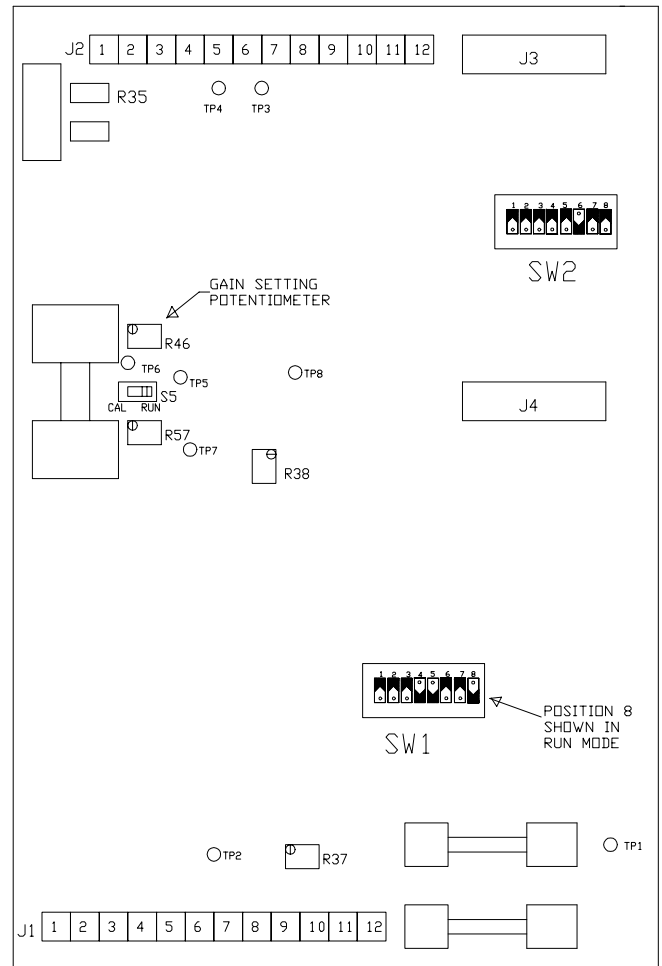 J2 1 2 3 4 5 6 7 8 9 10 11 12
J3
R35
TP4 TP3
1 2 3 4 5 6 7 8
SW2
GAIN SETTING
POTENTIOMETER
R46
TP6
TP5
TP8
S5
CAL RUN
J4
R57
TP7
R38
1 2 3 4 5 6 7 8
POSITION 8
SHOWN IN
RUN MODE
SW1
TP1
TP2
R37
J1 1 2 3 4 5 6 7 8 9 10 11 12